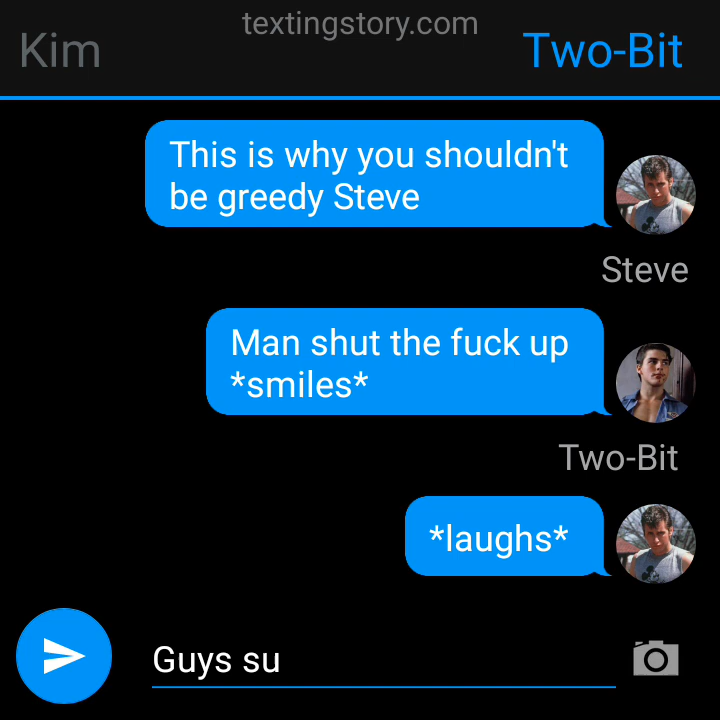 textingstory.com
Kim
Two-Bit
This is why you shouldn't
be greedy Steve
Steve
Man shut the fuck up
*smiles*
Two-Bit
*laughs*
Guys su